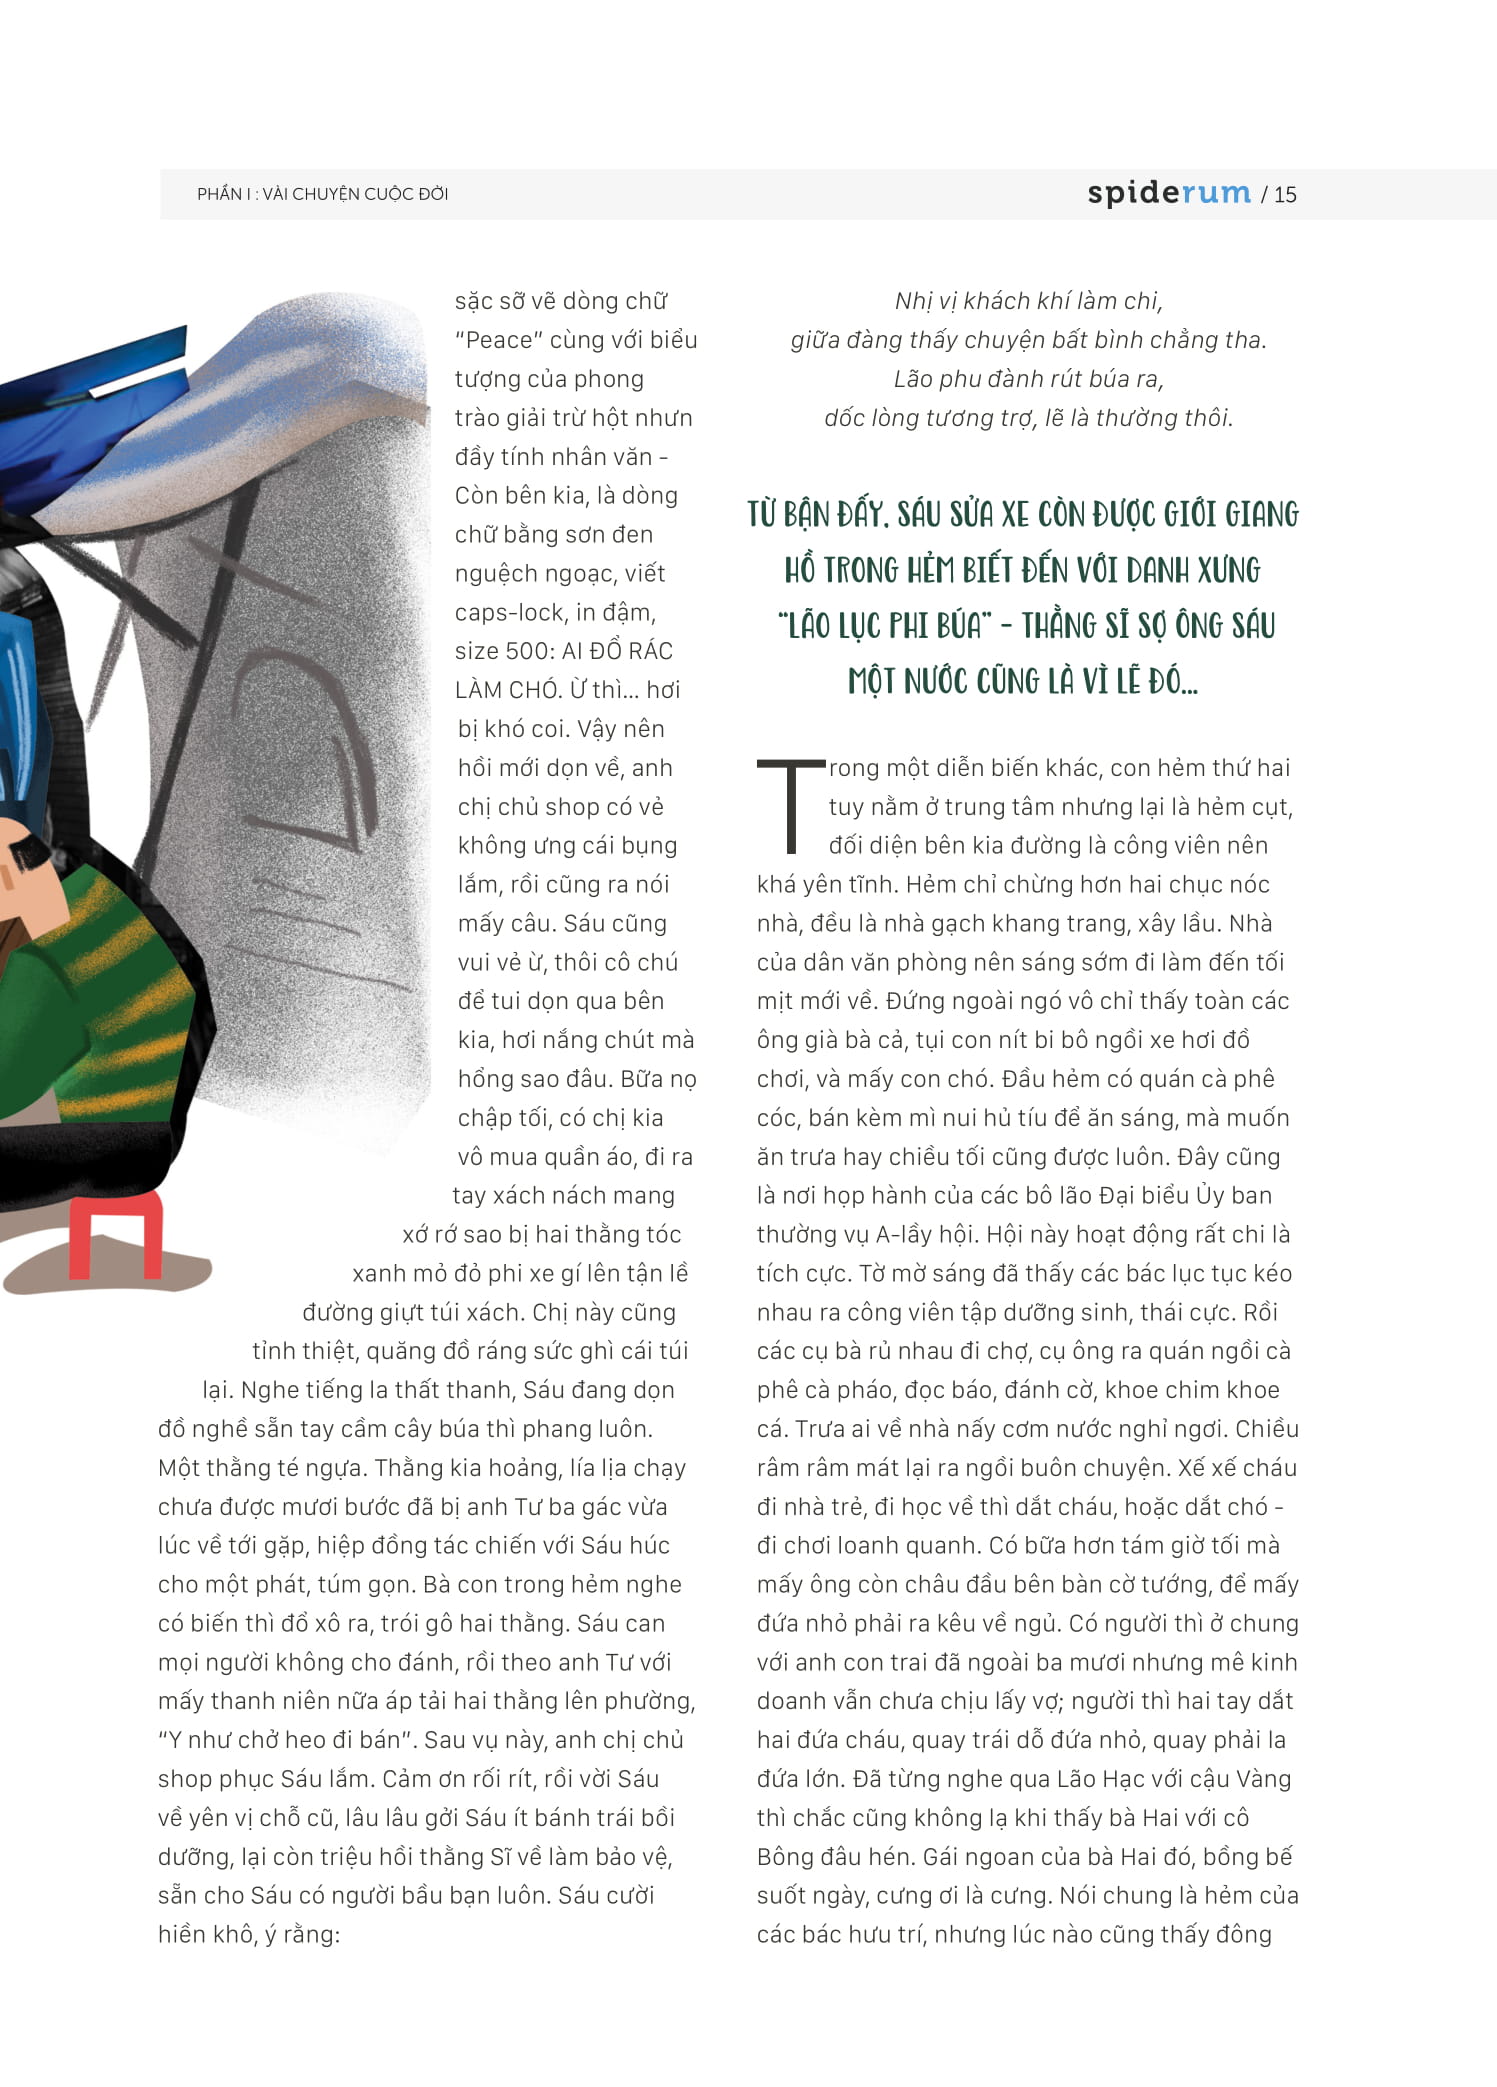 PHẦN I : VÀI CHUYỆN CUỘC ĐỜI
spiderum / 15
sặc sỡ vẽ dòng chữ
“Peace” cùng với biểu
tượng của phong
trào giải trừ hột nhưn
đầy tính nhân văn -
Còn bên kia, là dòng
chữ bằng sơn đen
nguệch ngoạc, viết
caps-lock, in đậm,
size 500: AI ĐỔ RÁC
LÀM CHÓ. Ừ thì... hơi
bị khó coi. Vậy nên
hồi mới dọn về, anh
chị chủ shop có vẻ
không ưng cái bụng
lắm, rồi cũng ra nói
mấy câu. Sáu cũng
vui vẻ ừ, thôi cô chú
để tui dọn qua bên
kia, hơi nắng chút mà
hổng sao đâu. Bữa nọ
chập tối, có chị kia
vô mua quần áo, đi ra
tay xách nách mang
xớ rớ sao bị hai thằng tóc
xanh mỏ đỏ phi xe gí lên tận lề
đường giựt túi xách. Chị này cũng
tỉnh thiệt, quăng đồ ráng sức ghì cái túi
lại. Nghe tiếng la thất thanh, Sáu đang dọn
đồ nghề sẵn tay cầm cây búa thì phang luôn.
Một thằng té ngựa. Thằng kia hoảng, lía lịa chạy
chưa được mươi bước đã bị anh Tư ba gác vừa
lúc về tới gặp, hiệp đồng tác chiến với Sáu húc
cho một phát, túm gọn. Bà con trong hẻm nghe
có biến thì đổ xô ra, trói gô hai thằng. Sáu can
mọi người không cho đánh, rồi theo anh Tư với
mấy thanh niên nữa áp tải hai thằng lên phường,
“Y như chở heo đi bán”. Sau vụ này, anh chị chủ
shop phục Sáu lắm. Cảm ơn rối rít, rồi vời Sáu
về yên vị chỗ cũ, lâu lâu gởi Sáu ít bánh trái bồi
dưỡng, lại còn triệu hồi thằng Sĩ về làm bảo vệ,
sẵn cho Sáu có người bầu bạn luôn. Sáu cười
hiền khô, ý rằng:
Nhị vị khách khí làm chi,
giữa đàng thấy chuyện bất bình chẳng tha.
Lão phu đành rút búa ra,
dốc lòng tương trợ, lẽ là thường thôi.
TỪ BẬN ĐẤY, SÁU SỬA XE CÒN ĐƯỢC GIỚI GIANG
HỒ TRONG HẺM BIẾT ĐẾN VỚI DANH XƯNG
“LÃO LỤC PHI BÚA” - THẰNG SĨ SỢ ÔNG SÁU
MỘT NƯỚC CŨNG LÀ VÌ LẼ ĐÓ...
Trong một diễn biến khác, con hẻm thứ hai
tuy nằm ở trung tâm nhưng lại là hẻm cụt,
đối diện bên kia đường là công viên nên
khá yên tĩnh. Hẻm chỉ chừng hơn hai chục nóc
nhà, đều là nhà gạch khang trang, xây lầu. Nhà
của dân văn phòng nên sáng sớm đi làm đến tối
mịt mới về. Đứng ngoài ngó vô chỉ thấy toàn các
ông già bà cả, tụi con nít bi bô ngồi xe hơi đồ
chơi, và mấy con chó. Đầu hẻm có quán cà phê
cóc, bán kèm mì nui hủ tíu để ăn sáng, mà muốn
ăn trưa hay chiều tối cũng được luôn. Đây cũng
là nơi họp hành của các bô lão Đại biểu Ủy ban
thường vụ A-lầy hội. Hội này hoạt động rất chi là
tích cực. Tờ mờ sáng đã thấy các bác lục tục kéo
nhau ra công viên tập dưỡng sinh, thái cực. Rồi
các cụ bà rủ nhau đi chợ, cụ ông ra quán ngồi cà
phê cà pháo, đọc báo, đánh cờ, khoe chim khoe
cá. Trưa ai về nhà nấy cơm nước nghỉ ngơi. Chiều
râm râm mát lại ra ngồi buôn chuyện. Xế xế cháu
đi nhà trẻ, đi học về thì dắt cháu, hoặc dắt chó -
đi chơi loanh quanh. Có bữa hơn tám giờ tối mà
mấy ông còn châu đầu bên bàn cờ tướng, để mấy
đứa nhỏ phải ra kêu về ngủ. Có người thì ở chung
với anh con trai đã ngoài ba mươi nhưng mê kinh
doanh vẫn chưa chịu lấy vợ; người thì hai tay dắt
hai đứa cháu, quay trái dỗ đứa nhỏ, quay phải la
đứa lớn. Đã từng nghe qua Lão Hạc với cậu Vàng
thì chắc cũng không lạ khi thấy bà Hai với cô
Bông đâu hén. Gái ngoan của bà Hai đó, bồng bế
suốt ngày, cưng ơi là cưng. Nói chung là hẻm của
các bác hưu trí, nhưng lúc nào cũng thấy đông